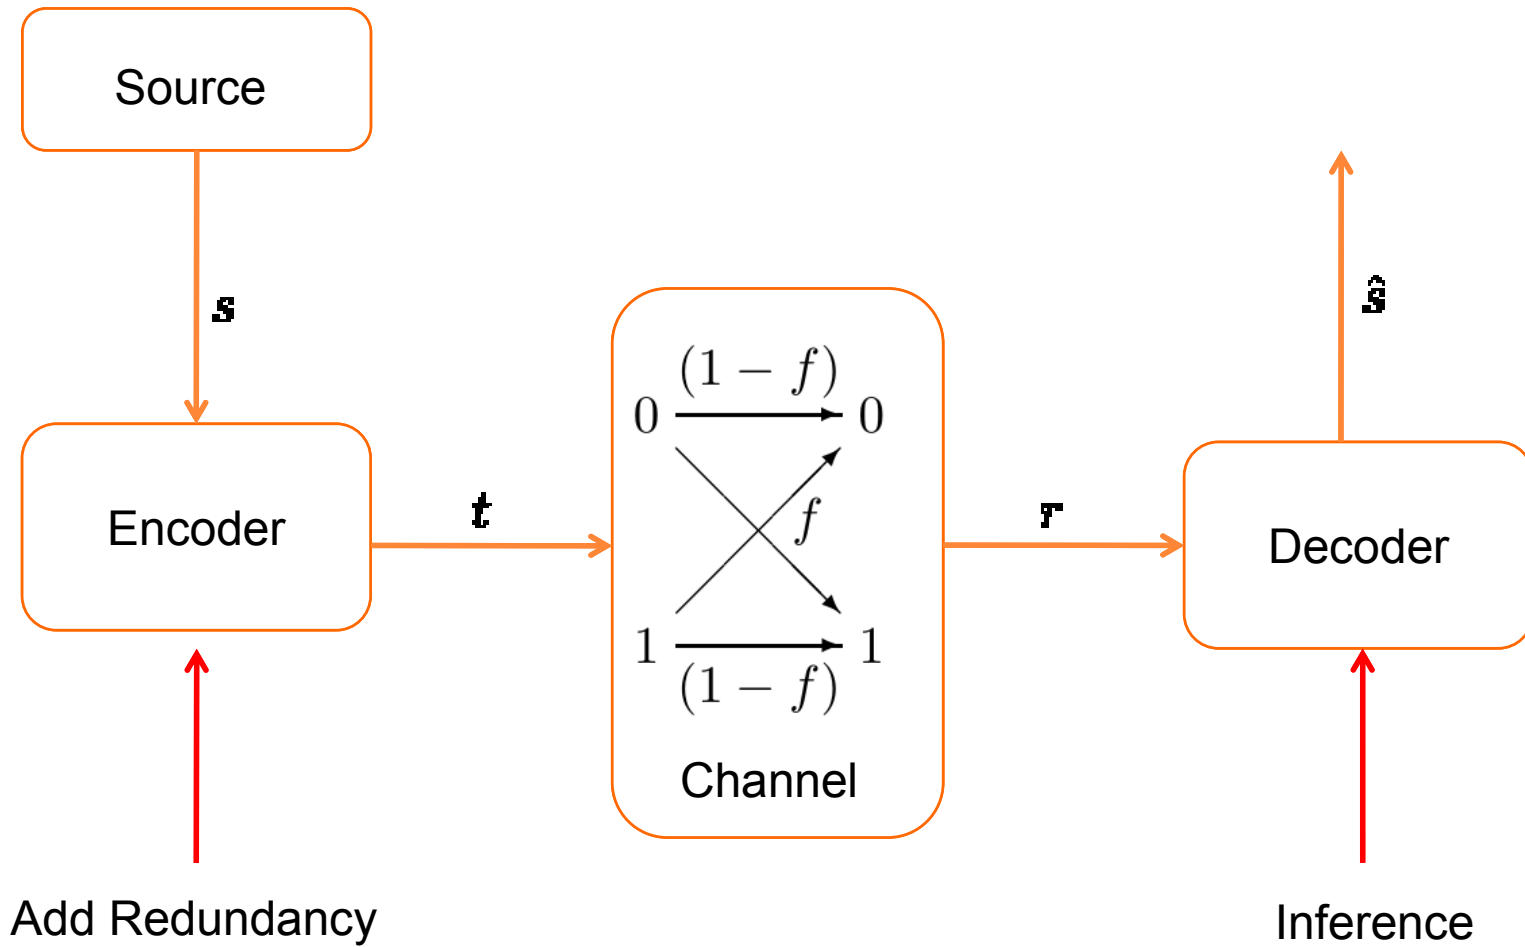 Source
s
ŝ
(1 − f)
0 0
Encoder
t
f
r
Decoder
1 1
(1 − f)
Channel
Add Redundancy
Inference